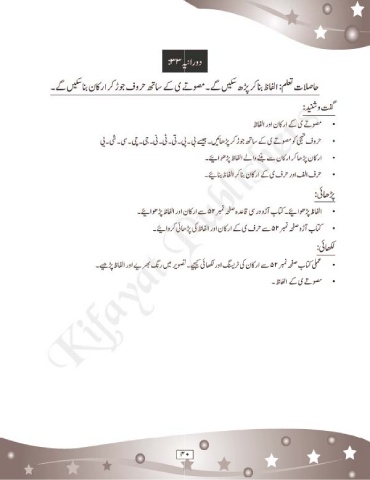 دورانیہ ۳۳:
حاصلات تعلم: الفاظ بنا کر پڑھ سکیں گے۔ مصوتے ی کے ساتھ حروف جوڑ کر ارکان بنا سکیں گے۔
گفت و شنید:
• مصوتے ی کے ارکان اور الفاظ
• حروف تہجی کو مصوتے ی کے ساتھ جوڑ کر پڑھائیں۔ جیسے بی۔ پی۔ تی۔ ٹی۔ ثی۔ جی۔ چی۔ سی۔ شی۔ یی
• ارکان پڑھا کر ارکان سے بننے والے الفاظ پڑھوائیے۔
• حرف الف اور حرف ی کے ارکان بنا کر الفاظ بنائیے۔
پڑھائی:
• الفاظ پڑھوائیے۔ کتاب آڑو درسی قاعدہ صفحہ نمبر ۵۲ سے ارکان اور الفاظ پڑھوائیے۔
• کتاب آڑو صفحہ نمبر ۵۲ سے حرف ی کے ارکان اور الفاظ کی پڑھائی کروائیے۔
لکھائی:
• عملی کتاب صفحہ نمبر ۵۲ سے ارکان کی ٹریسنگ اور لکھائی کیجیے۔ تصویر میں رنگ بھریے اور الفاظ پڑھیے۔
• مصوتے ی کے الفاظ۔
Kifayat Publishers
۴۰